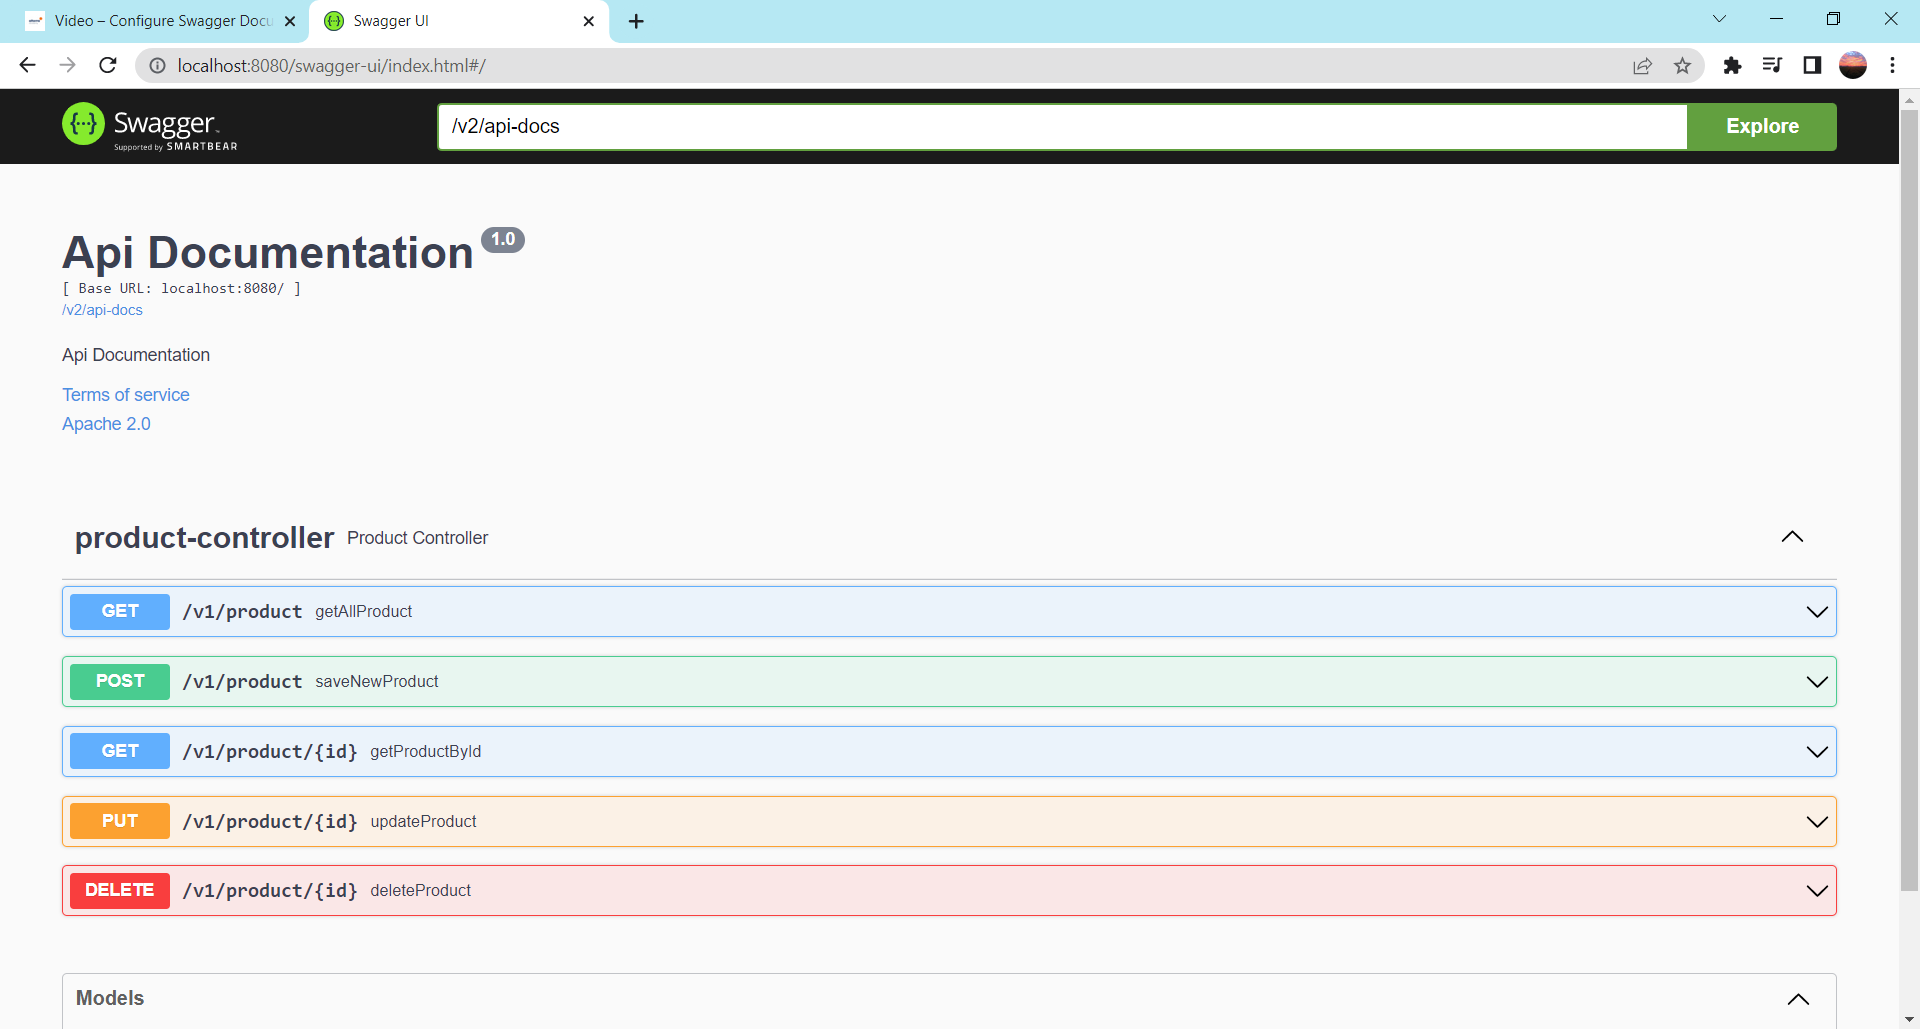 Video – Configure Swagger Docu
Swagger UI
localhost:8080/swagger-ui/index.html#/
{···} Swagger™
Supported by SMARTBEAR
/v2/api-docs
Explore
Api Documentation 1.0
[ Base URL: localhost:8080/ ]
/v2/api-docs
Api Documentation
Terms of service
Apache 2.0
product-controller Product Controller
GET /v1/product getAllProduct
POST /v1/product saveNewProduct
GET /v1/product/{id} getProductById
PUT /v1/product/{id} updateProduct
DELETE /v1/product/{id} deleteProduct
Models